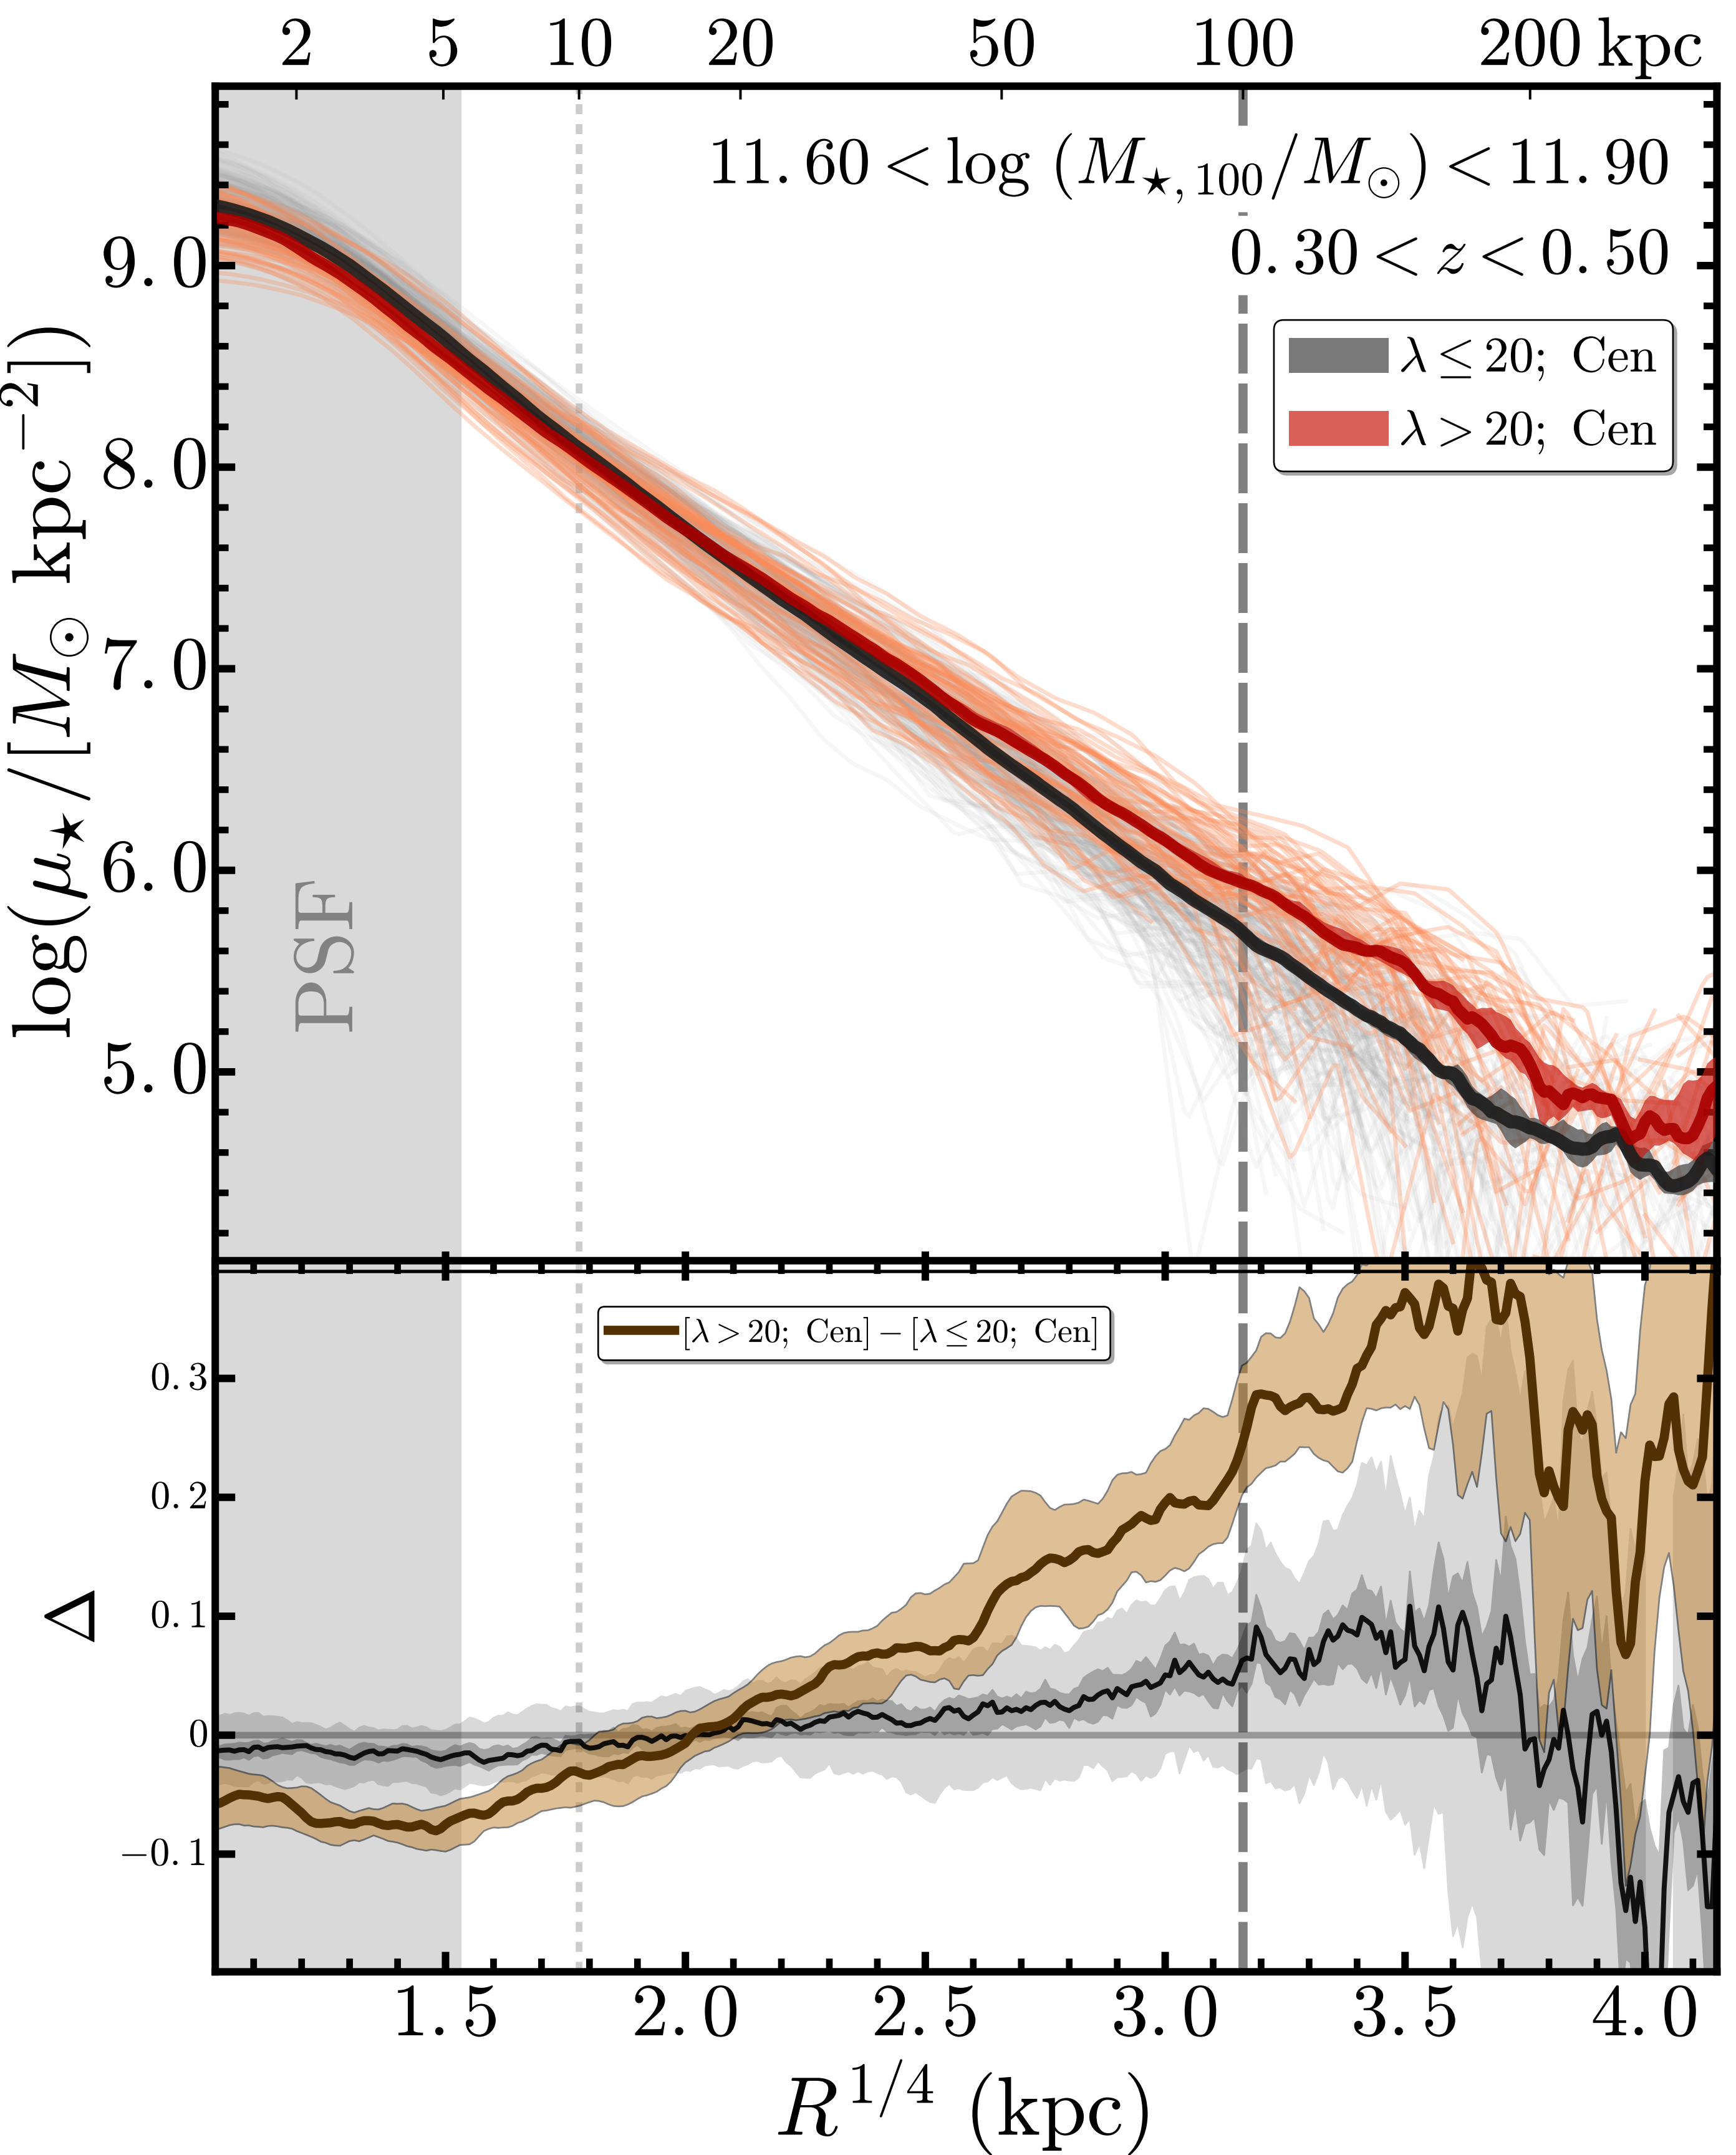 2 5 10 20 50 100 200 kpc
11.60 < log (M⋆,100/M⊙) < 11.90
0.30 < z < 0.50
λ ≤ 20; Cen
λ > 20; Cen
log(μ⋆/[M⊙ kpc−2])
9.0
8.0
7.0
6.0
5.0
PSF
[λ > 20; Cen] − [λ ≤ 20; Cen]
Δ
0.3
0.2
0.1
0
−0.1
1.5 2.0 2.5 3.0 3.5 4.0
R1/4 (kpc)